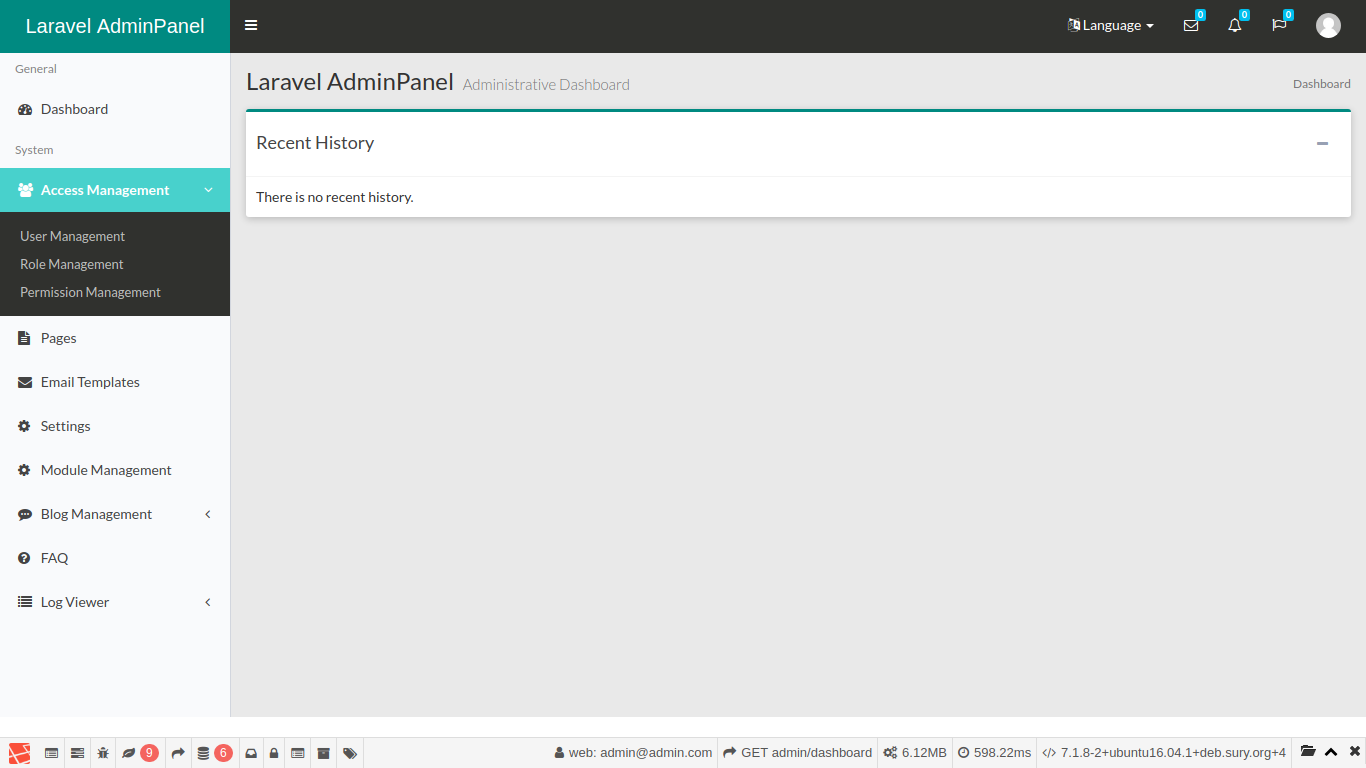 Laravel AdminPanel
Language
0
0
0
General
Dashboard
System
Access Management
User Management
Role Management
Permission Management
Pages
Email Templates
Settings
Module Management
Blog Management
FAQ
Log Viewer
Laravel AdminPanel Administrative Dashboard
Dashboard
Recent History
There is no recent history.
9
6
web: admin@admin.com
GET admin/dashboard
6.12MB
598.22ms
7.1.8-2+ubuntu16.04.1+deb.sury.org+4